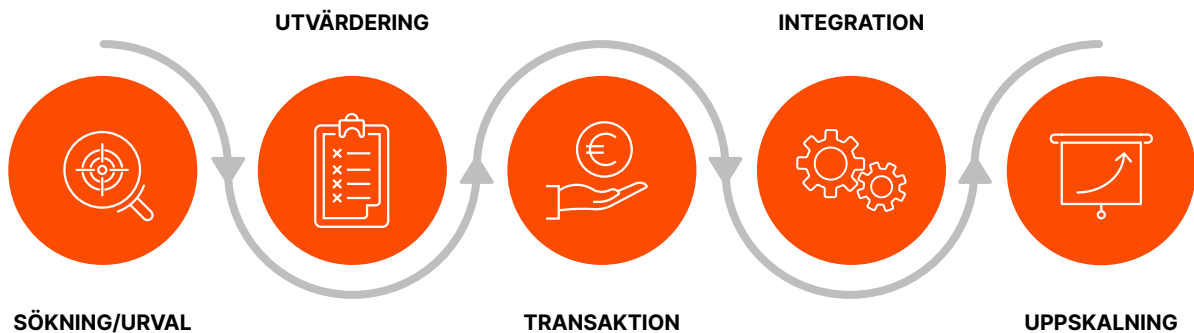 UTVÄRDERING
INTEGRATION
€
SÖKNING/URVAL
TRANSAKTION
UPPSKALNING